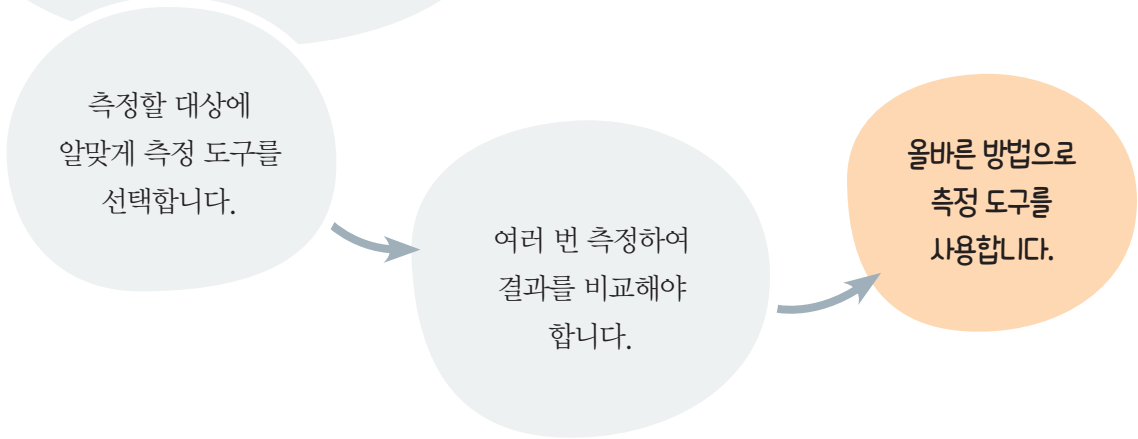 측정할 대상에
알맞게 측정 도구를
선택합니다.
여러 번 측정하여
결과를 비교해야
합니다.
올바른 방법으로
측정 도구를
사용합니다.